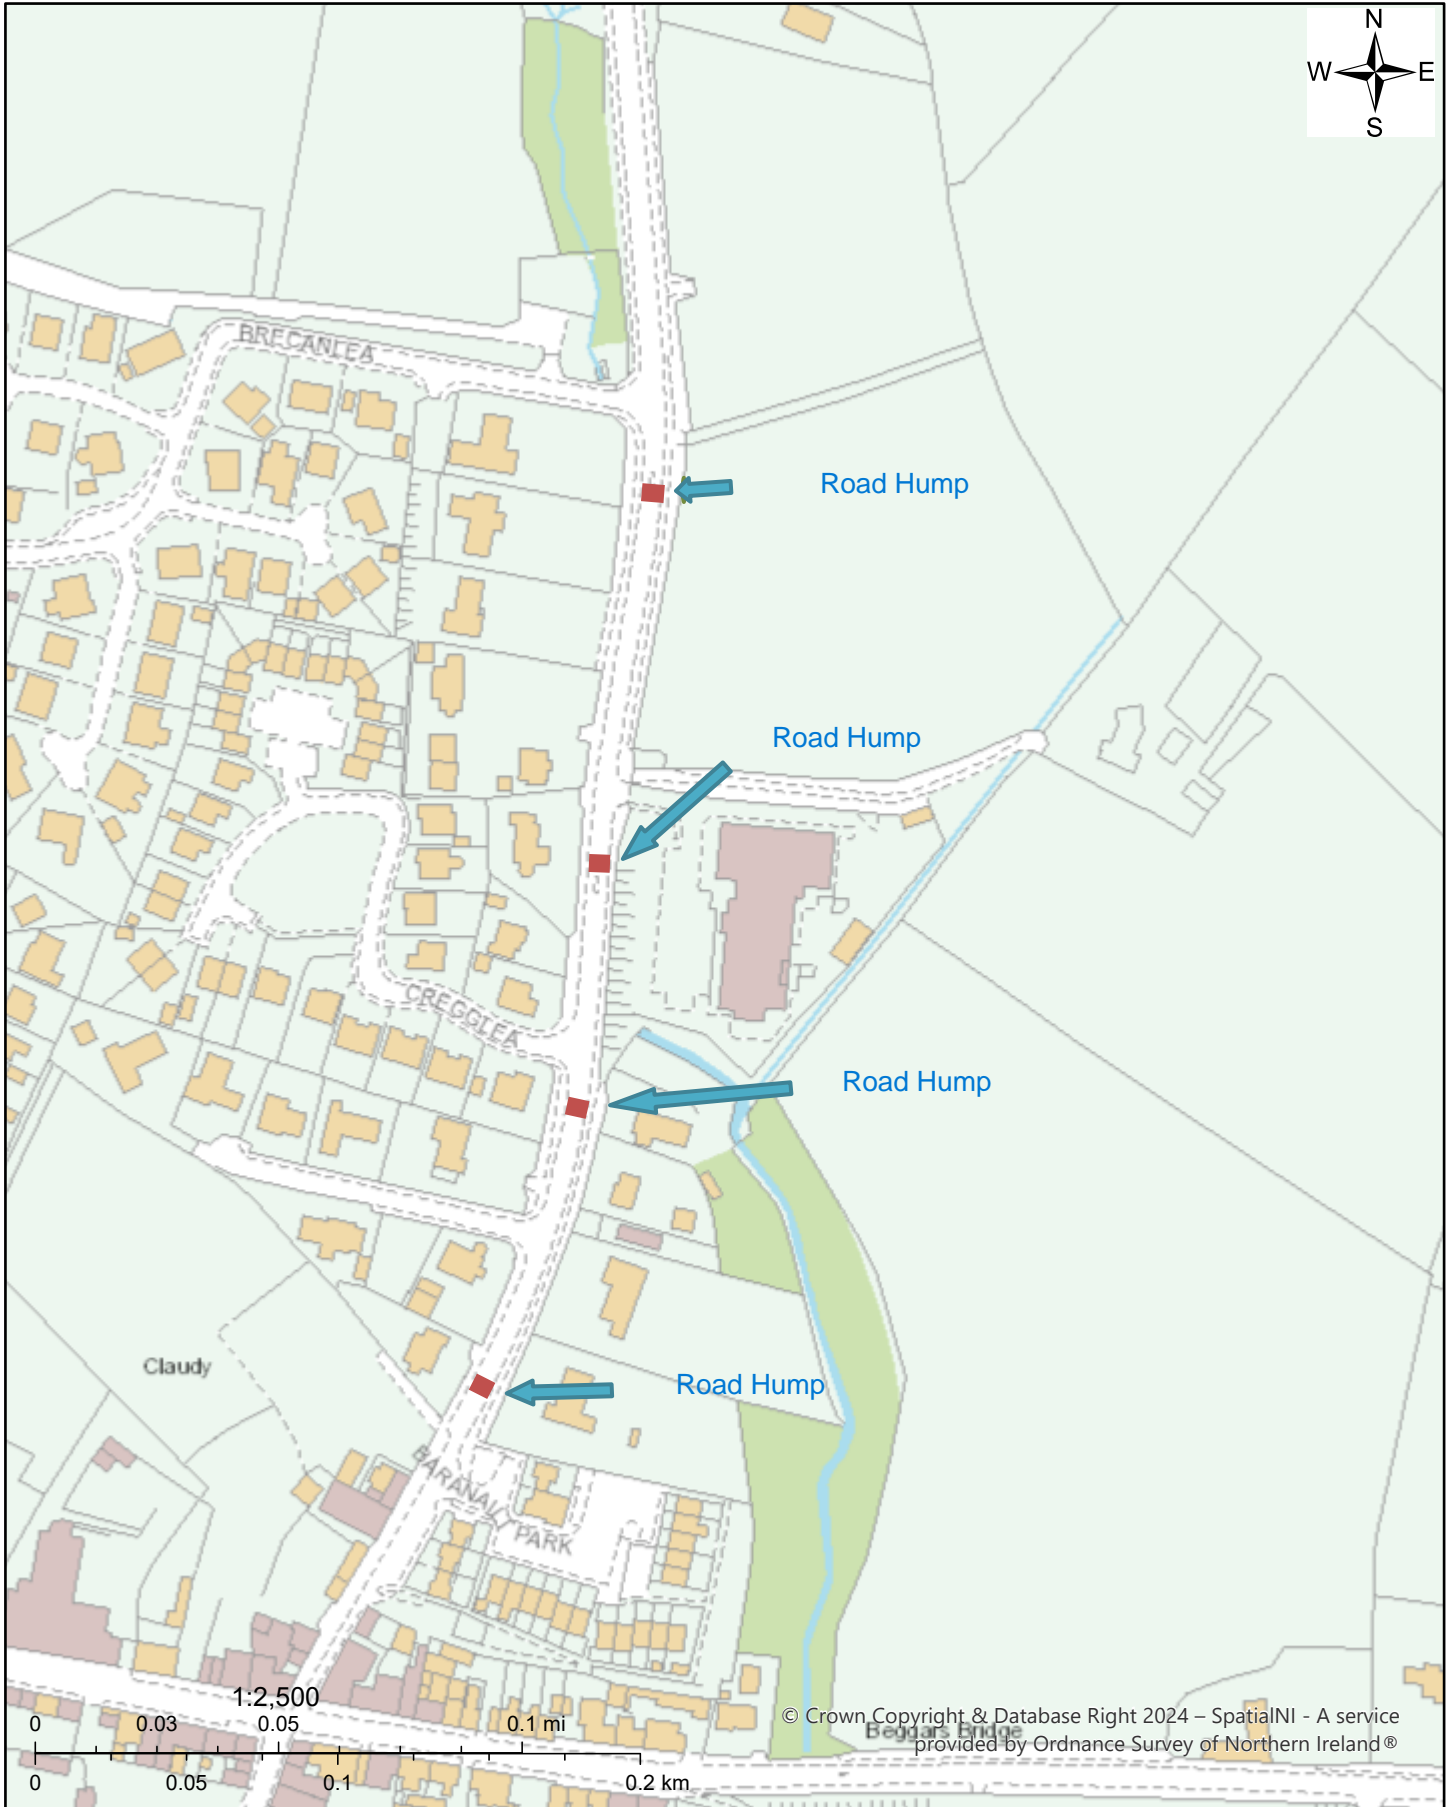 N
W E
S
BRECANLEA
Road Hump
Road Hump
CREGGLEA
Road Hump
Claudy
Road Hump
BARANAILT PARK
1:2,500
0 0.03 0.05 0.1 mi
© Crown Copyright & Database Right 2024 – SpatialNI - A service
Beggars Bridge
provided by Ordnance Survey of Northern Ireland ®
0 0.05 0.1 0.2 km